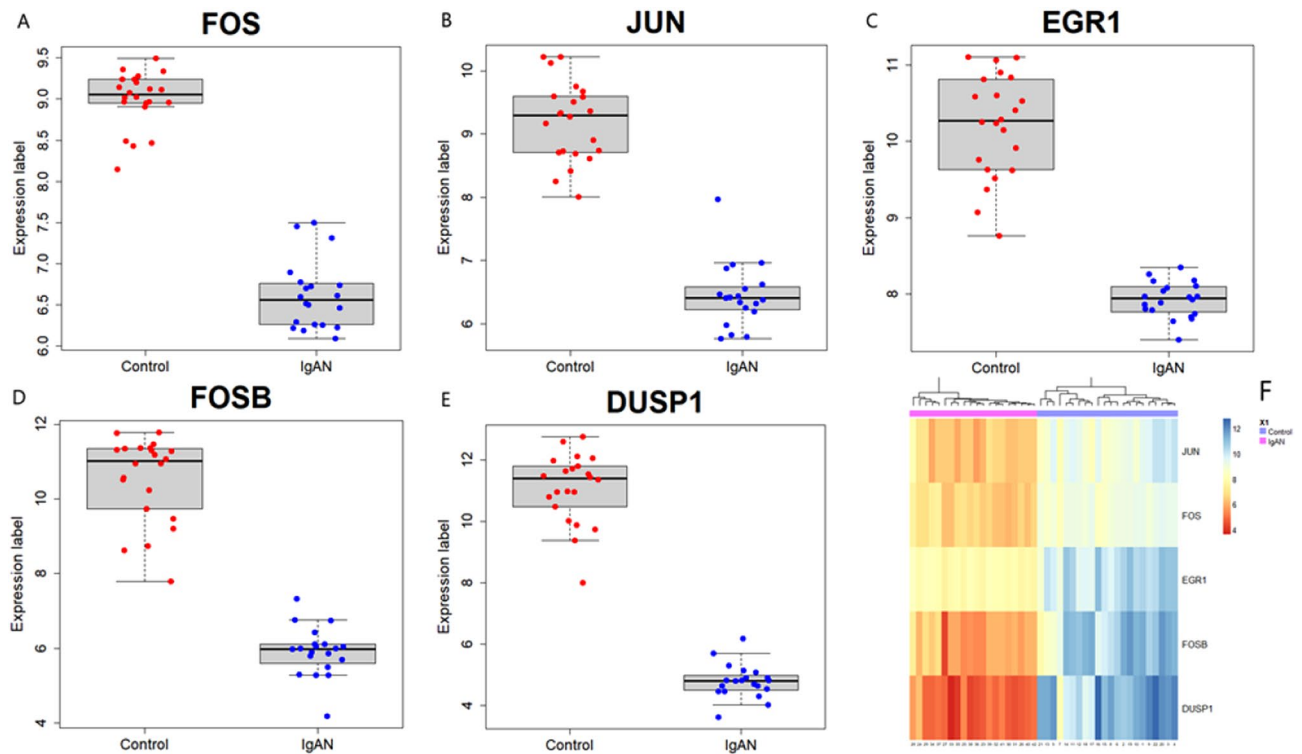 A FOS
Expression label
9.5
9.0
8.5
8.0
7.5
7.0
6.5
6.0
Control IgAN
B JUN
Expression label
10
9
8
7
6
Control IgAN
C EGR1
Expression label
11
10
9
8
Control IgAN
D FOSB
Expression label
12
10
8
6
4
Control IgAN
E DUSP1
Expression label
12
10
8
6
4
Control IgAN
F
X1
Control
IgAN
12
10
8
6
4
JUN
FOS
EGR1
FOSB
DUSP1